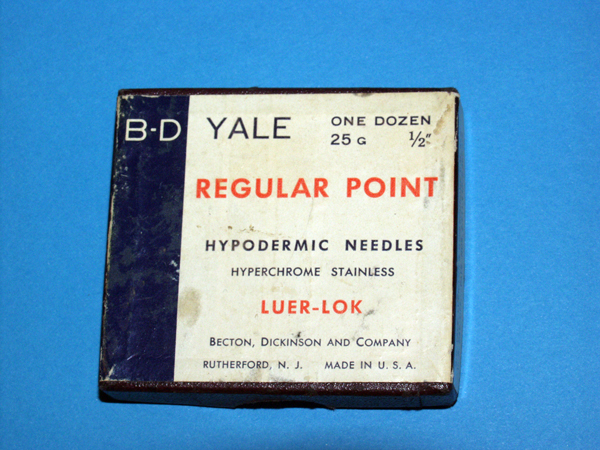 B-D YALE ONE DOZEN
25 G ½"
REGULAR POINT
HYPODERMIC NEEDLES
HYPERCHROME STAINLESS
LUER-LOK
BECTON, DICKINSON AND COMPANY
RUTHERFORD, N. J. MADE IN U. S. A.